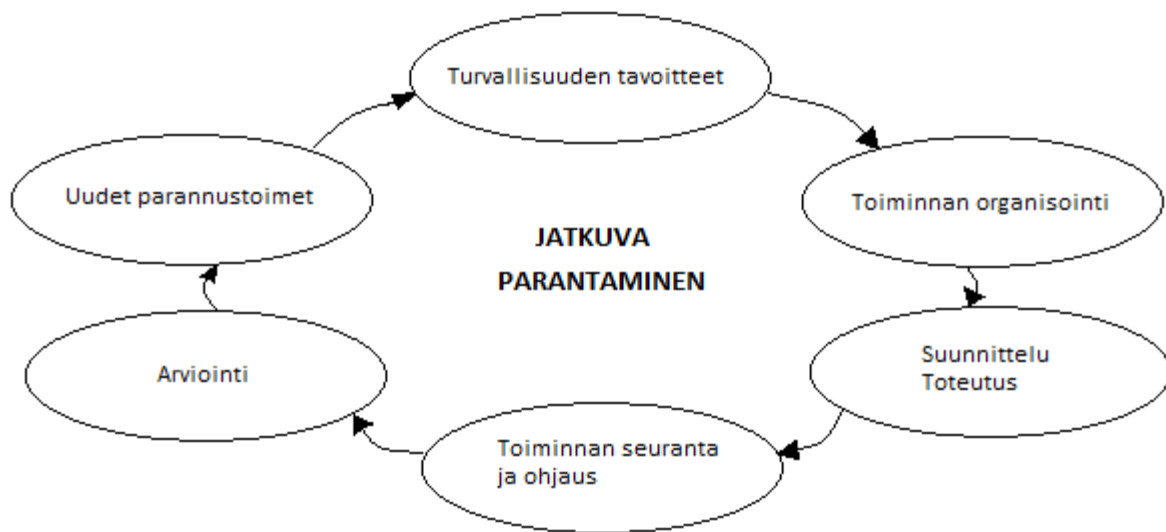 Turvallisuuden tavoitteet
Toiminnan organisointi
Suunnittelu
Toteutus
Toiminnan seuranta
ja ohjaus
Arviointi
Uudet parannustoimet
JATKUVA
PARANTAMINEN